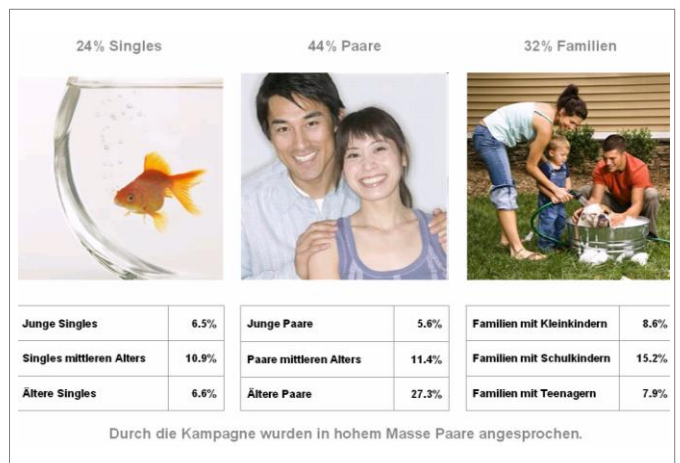 24% Singles
44% Paare
32% Familien
Junge Singles 6.5%
Singles mittleren Alters 10.9%
Ältere Singles 6.6%
Junge Paare 5.6%
Paare mittleren Alters 11.4%
Ältere Paare 27.3%
Familien mit Kleinkindern 8.6%
Familien mit Schulkindern 15.2%
Familien mit Teenagern 7.9%
Durch die Kampagne wurden in hohem Masse Paare angesprochen.